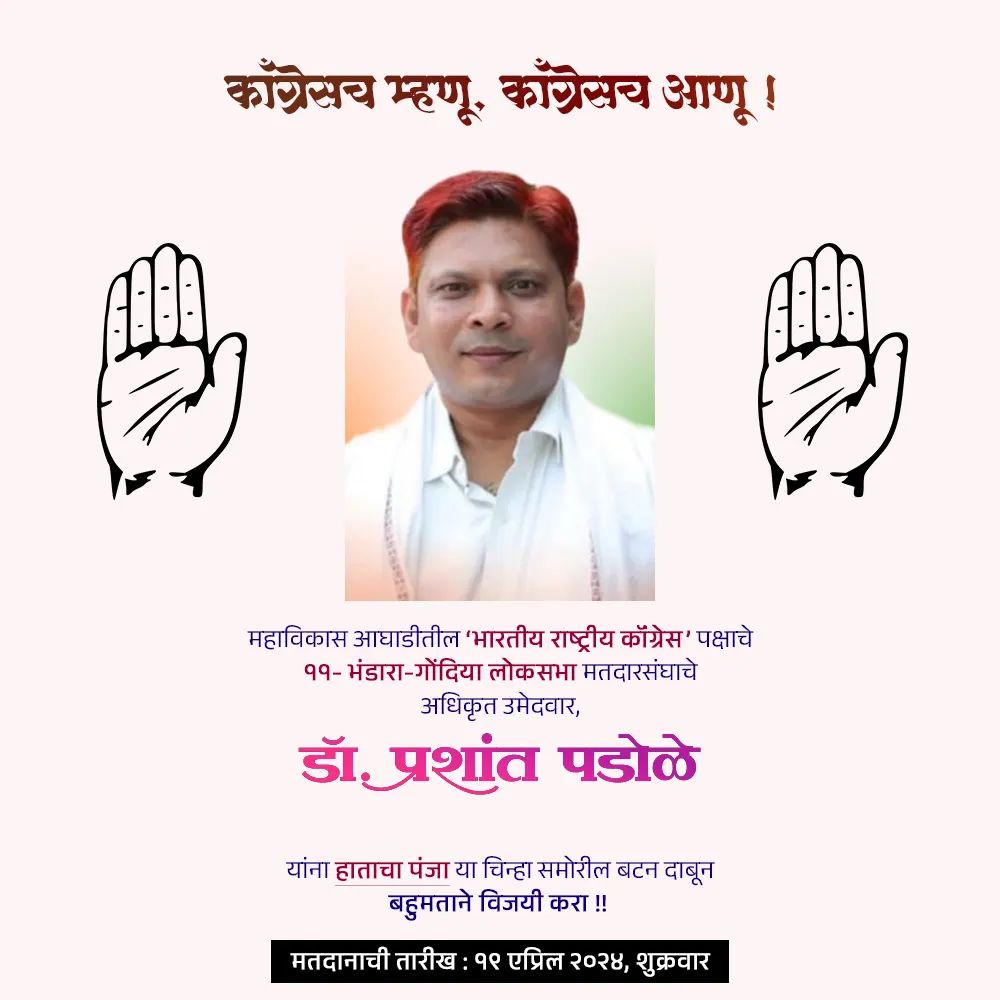 काँग्रेसच म्हणू, काँग्रेसच आणू !
महाविकास आघाडीतील ‘भारतीय राष्ट्रीय काँग्रेस’ पक्षाचे
११- भंडारा-गोंदिया लोकसभा मतदारसंघाचे
अधिकृत उमेदवार,
डॉ. प्रशांत पडोळे
यांना हाताचा पंजा या चिन्हा समोरील बटन दाबून
बहुमताने विजयी करा !!
मतदानाची तारीख : १९ एप्रिल २०२४, शुक्रवार